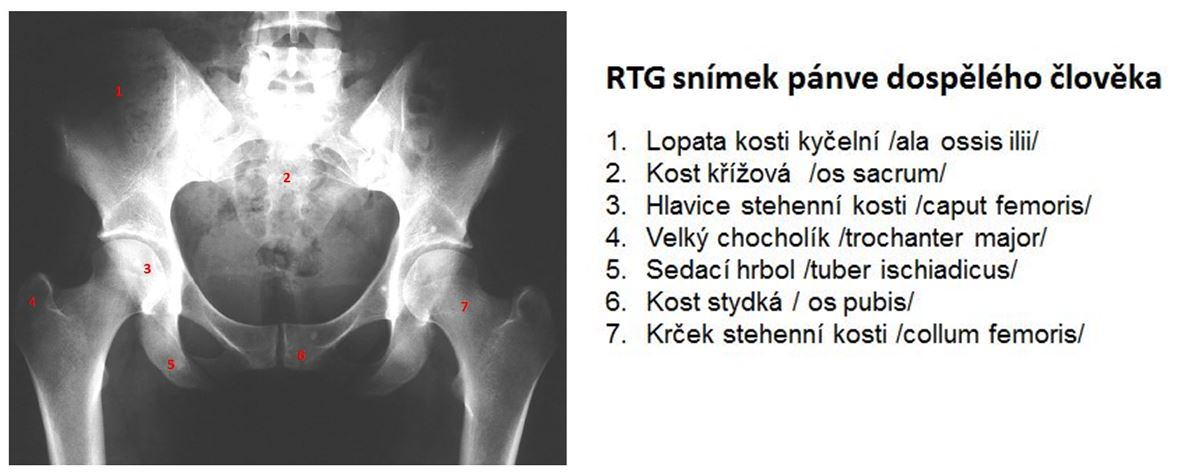 RTG snímek pánve dospělého člověka
1. Lopata kosti kyčelní /ala ossis ilii/
2. Kost křížová /os sacrum/
3. Hlavice stehenní kosti /caput femoris/
4. Velký chocholík /trochanter major/
5. Sedací hrbol /tuber ischiadicus/
6. Kost stydká / os pubis/
7. Krček stehenní kosti /collum femoris/
1
2
3
4
7
6
5